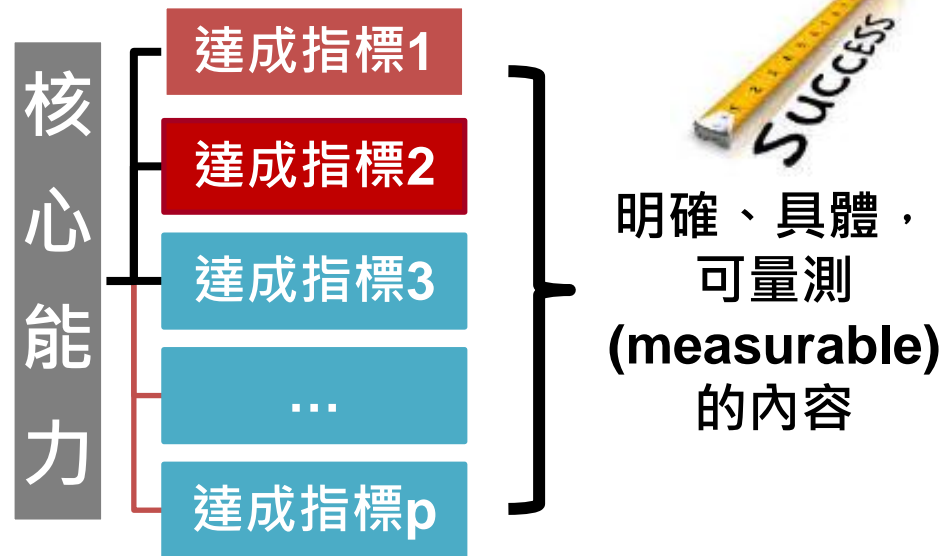 核心能力
達成指標1
達成指標2
達成指標3
...
達成指標p
SUCCESS
明確、具體，
可量測
(measurable)
的內容